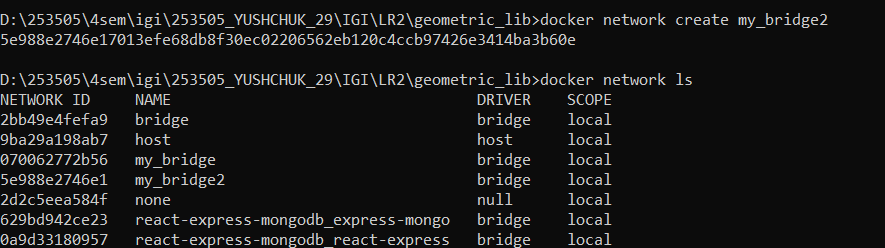 D:\253505\4sem\igi\253505_YUSHCHUK_29\IGI\LR2\geometric_lib>docker network create my_bridge2
5e988e2746e17013efe68db8f30ec02206562eb120c4ccb97426e3414ba3b60e
D:\253505\4sem\igi\253505_YUSHCHUK_29\IGI\LR2\geometric_lib>docker network ls
NETWORK ID     NAME                               DRIVER    SCOPE
2bb49e4fefa9   bridge                             bridge    local
9ba29a198ab7   host                               host      local
070062772b56   my_bridge                          bridge    local
5e988e2746e1   my_bridge2                         bridge    local
2d2c5eea584f   none                               null      local
629bd942ce23   react-express-mongodb_express-mongo   bridge    local
0a9d33180957   react-express-mongodb_react-express   bridge    local